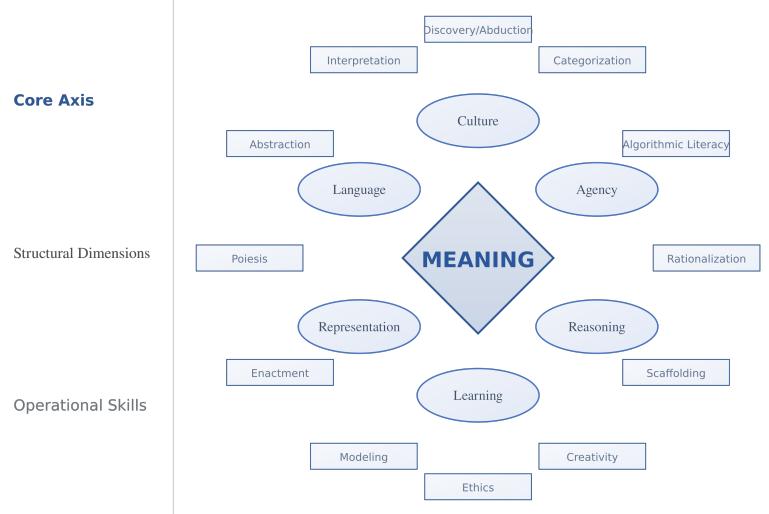 Core Axis
Structural Dimensions
Operational Skills
Discovery/Abduction
Interpretation
Categorization
Culture
Abstraction
Algorithmic Literacy
Language
Agency
Poiesis
MEANING
Rationalization
Representation
Reasoning
Enactment
Scaffolding
Learning
Modeling
Creativity
Ethics